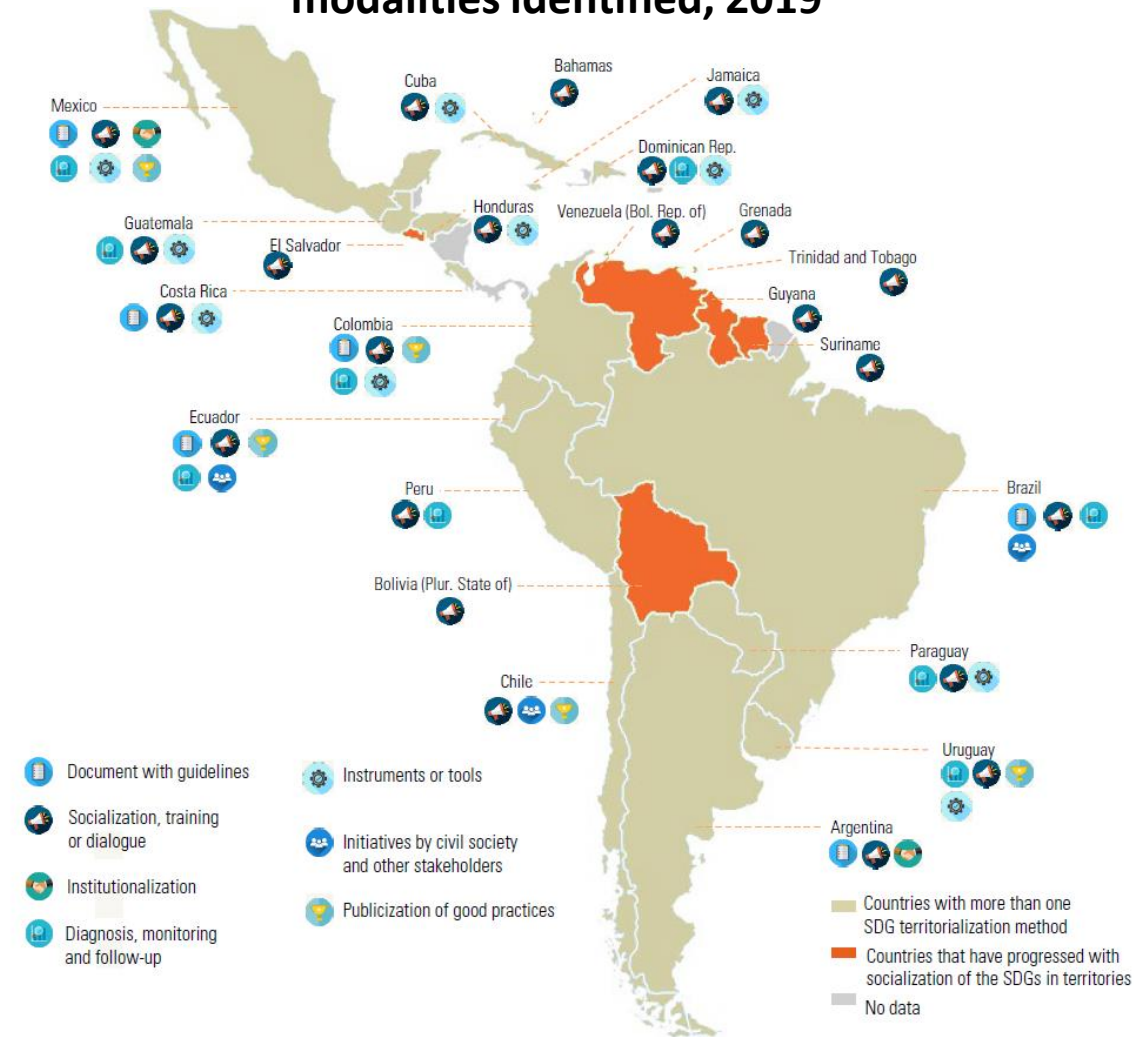 modalities identified, 2019
Bahamas
Cuba
Jamaica
Mexico
Dominican Rep.
Honduras
Venezuela (Bol. Rep. of)
Grenada
Guatemala
El Salvador
Trinidad and Tobago
Costa Rica
Guyana
Colombia
Suriname
Ecuador
Peru
Brazil
Bolivia (Plur. State of)
Paraguay
Chile
Uruguay
Argentina
Document with guidelines
Socialization, training
or dialogue
Institutionalization
Diagnosis, monitoring
and follow-up
Instruments or tools
Initiatives by civil society
and other stakeholders
Publicization of good practices
Countries with more than one
SDG territorialization method
Countries that have progressed with
socialization of the SDGs in territories
No data